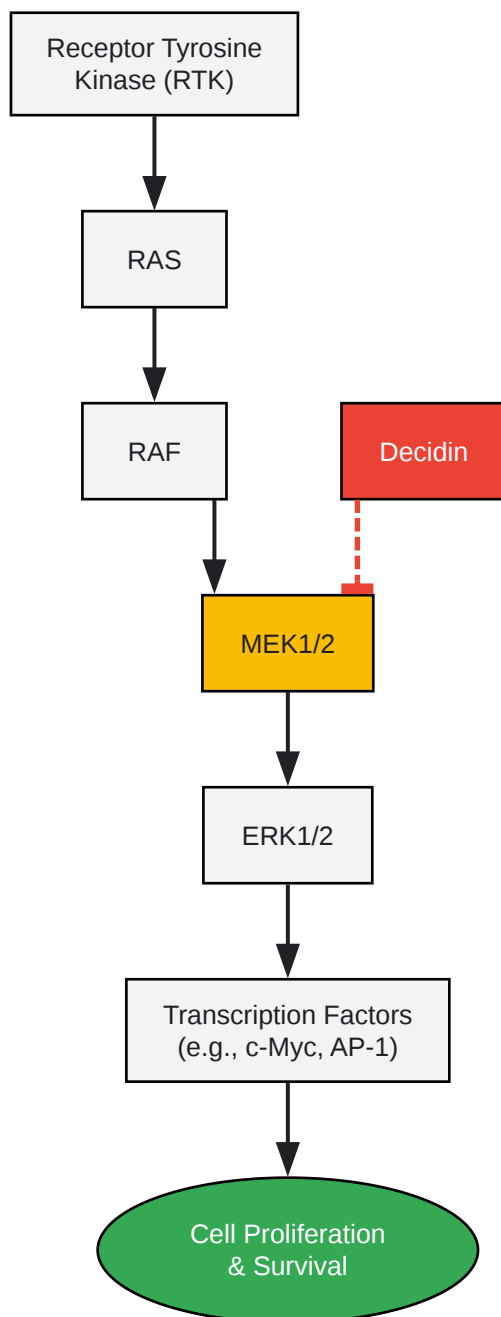 Receptor Tyrosine
Kinase (RTK)
RAS
RAF
Decidin
MEK1/2
ERK1/2
Transcription Factors
(e.g., c-Myc, AP-1)
Cell Proliferation
& Survival